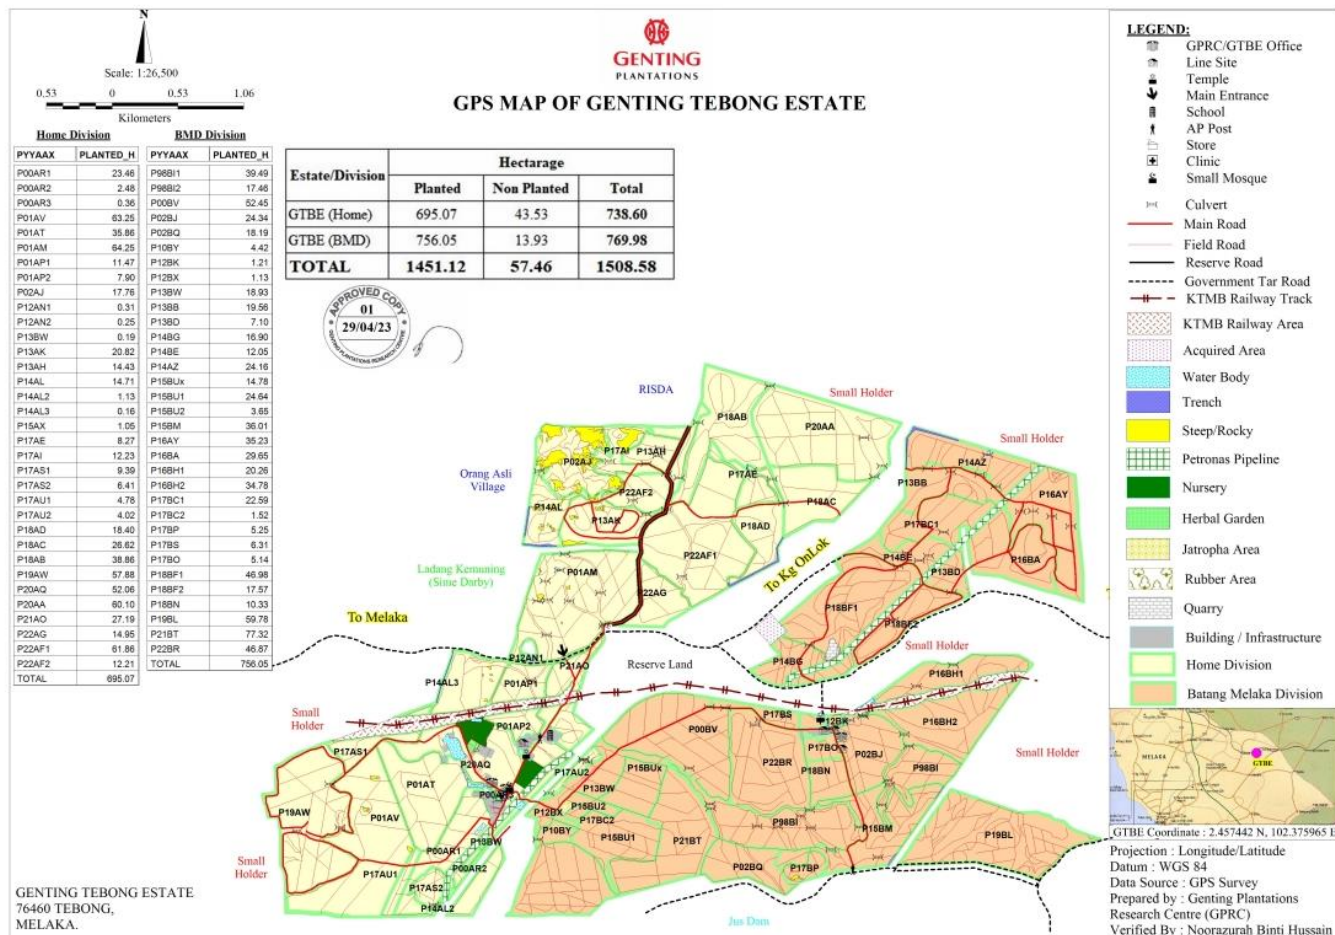 N
Scale: 1:26,500
0.53 0 0.53 1.06
Kilometers
GENTING
PLANTATIONS
GPS MAP OF GENTING TEBONG ESTATE
Home Division BMD Division
PYYAAX PLANTED_H PYYAAX PLANTED_H
P00AR1 23.46 P98BI1 39.49
P00AR2 2.48 P98BI2 17.46
P00AR3 0.36 P00BV 52.45
P01AV 63.25 P02BJ 24.34
P01AT 35.86 P02BQ 18.19
P01AM 64.25 P10BY 4.42
P01AP1 11.47 P12BK 1.21
P01AP2 7.90 P12BX 1.13
P02AJ 17.76 P13BW 18.93
P12AN1 0.31 P13BB 19.56
P12AN2 0.25 P13BD 7.10
P13BW 0.19 P14BG 16.90
P13AK 20.82 P14BE 12.05
P13AH 14.43 P14AZ 24.16
P14AL 14.71 P15BUx 14.78
P14AL2 1.13 P15BU1 24.64
P14AL3 0.16 P15BU2 3.65
P15AX 1.05 P15BM 36.01
P17AE 8.27 P16AY 35.23
P17AI 12.23 P16BA 29.65
P17AS1 9.39 P16BH1 20.26
P17AS2 6.41 P16BH2 34.78
P17AU1 4.78 P17BC1 22.59
P17AU2 4.02 P17BC2 1.52
P18AD 18.40 P17BP 5.25
P18AC 26.62 P17BS 6.31
P18AB 38.86 P17BO 5.14
P19AW 57.88 P18BF1 46.98
P20AQ 52.06 P18BF2 17.57
P20AA 60.10 P18BN 10.33
P21AO 27.19 P19BL 59.78
P22AG 14.95 P21BT 77.32
P22AF1 61.86 P22BR 46.87
P22AF2 12.21 TOTAL 756.05
TOTAL 695.07
Estate/Division Hectarage
Planted Non Planted Total
GTBE (Home) 695.07 43.53 738.60
GTBE (BMD) 756.05 13.93 769.98
TOTAL 1451.12 57.46 1508.58
APPROVED COPY
01
29/04/23
GENTING PLANTATIONS RESEARCH CENTRE
RISDA
Small Holder
P18AB
P20AA
Small Holder
P17AI
P13AH
P02AJ
Orang Asli
Village
P17AE
P14AZ
P13BB
P16AY
P22AF2
P14AL
P13AK
P18AC
P18AD
P17BC1
P22AF1
P14BE
P16BA
P13BD
Ladang Kemuning
(Sime Darby)
P01AM
To Kg OnLok
P22AG
P18BF1
To Melaka
P18BF2
Small Holder
P12AN1
P21AO
Reserve Land
P14BG
P16BH1
P14AL3
P01AP1
Small
Holder
P01AP2
P17BS
P12BK
P16BH2
P00BV
P17AS1
P17BO
P02BJ
Small Holder
P20AQ
P17AU2
P15BUx
P22BR
P18BN
P98BI
P01AT
P13BW
P19AW
P01AV
P12BX
P15BU2
P17BC2
P10BY
P98BI
P15BM
P19BL
P13BW
P15BU1
P21BT
P00AR1
Small
Holder
P00AR2
P02BQ
P17BP
P17AU1
P17AS2
P14AL2
Jus Dam
GENTING TEBONG ESTATE
76460 TEBONG,
MELAKA.
LEGEND:
GPRC/GTBE Office
Line Site
Temple
Main Entrance
School
AP Post
Store
Clinic
Small Mosque
Culvert
Main Road
Field Road
Reserve Road
Government Tar Road
KTMB Railway Track
KTMB Railway Area
Acquired Area
Water Body
Trench
Steep/Rocky
Petronas Pipeline
Nursery
Herbal Garden
Jatropha Area
Rubber Area
Quarry
Building / Infrastructure
Home Division
Batang Melaka Division
MELAKA
GTBE
GTBE Coordinate : 2.457442 N, 102.375965 E
Projection : Longitude/Latitude
Datum : WGS 84
Data Source : GPS Survey
Prepared by : Genting Plantations
Research Centre (GPRC)
Verified By : Noorazurah Binti Hussain